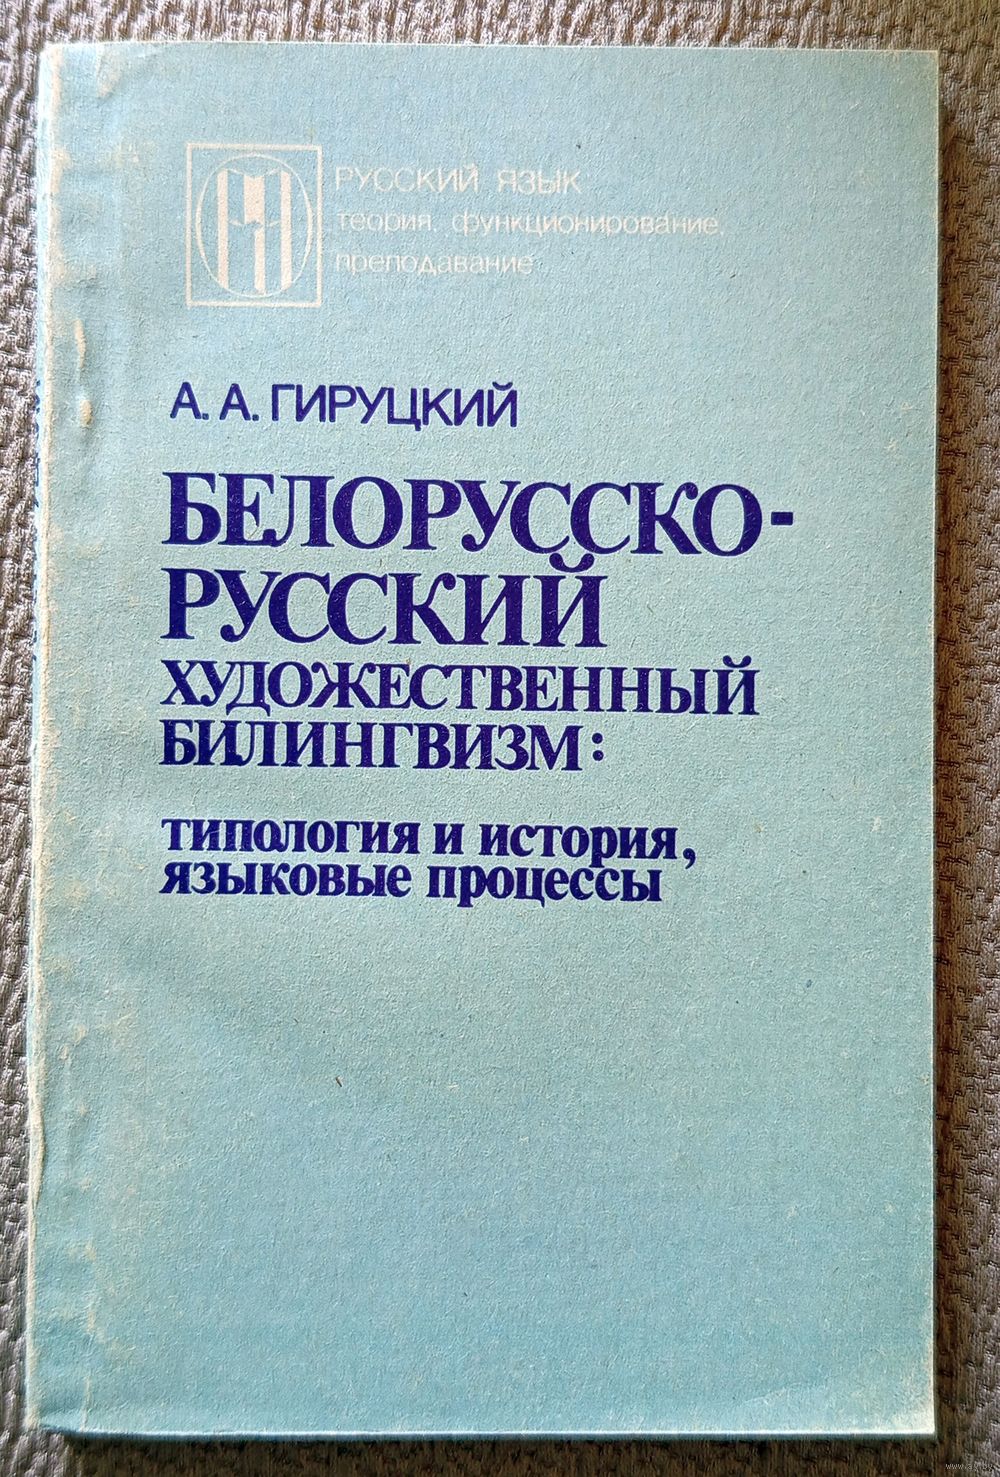 РУССКИЙ ЯЗЫК:
теория, функционирование,
преподавание
А. А. ГИРУЦКИЙ
БЕЛОРУССКО-
РУССКИЙ
ХУДОЖЕСТВЕННЫЙ
БИЛИНГВИЗМ:
типология и история,
языковые процессы